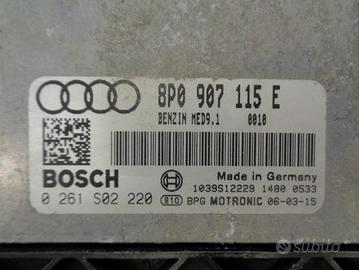 8P0 907 115 E
BENZIN MED9.1 0010
BOSCH
Made in Germany
1039S12229 1480 0533
0 261 S02 220 810 BPG MOTRONIC 06-03-15
subito